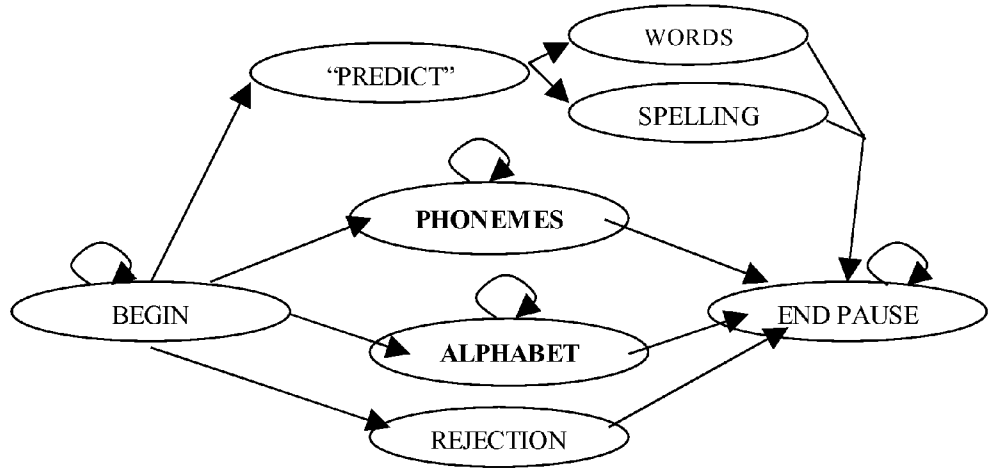 WORDS
“PREDICT”
SPELLING
PHONEMES
BEGIN
END PAUSE
ALPHABET
REJECTION